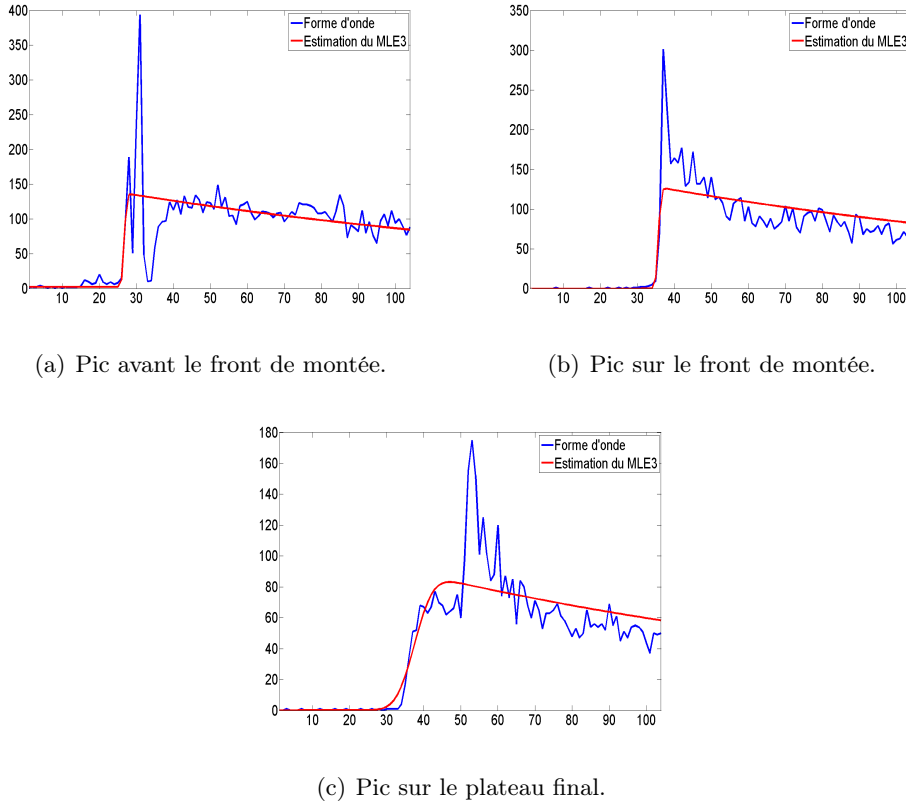 400
350
300
250
200
150
100
50
0
10 20 30 40 50 60 70 80 90 100
Forme d'onde
Estimation du MLE3
350
300
250
200
150
100
50
0
10 20 30 40 50 60 70 80 90 100
Forme d'onde
Estimation du MLE3
(a) Pic avant le front de montée.
(b) Pic sur le front de montée.
180
160
140
120
100
80
60
40
20
0
10 20 30 40 50 60 70 80 90 100
Forme d'onde
Estimation du MLE3
(c) Pic sur le plateau final.